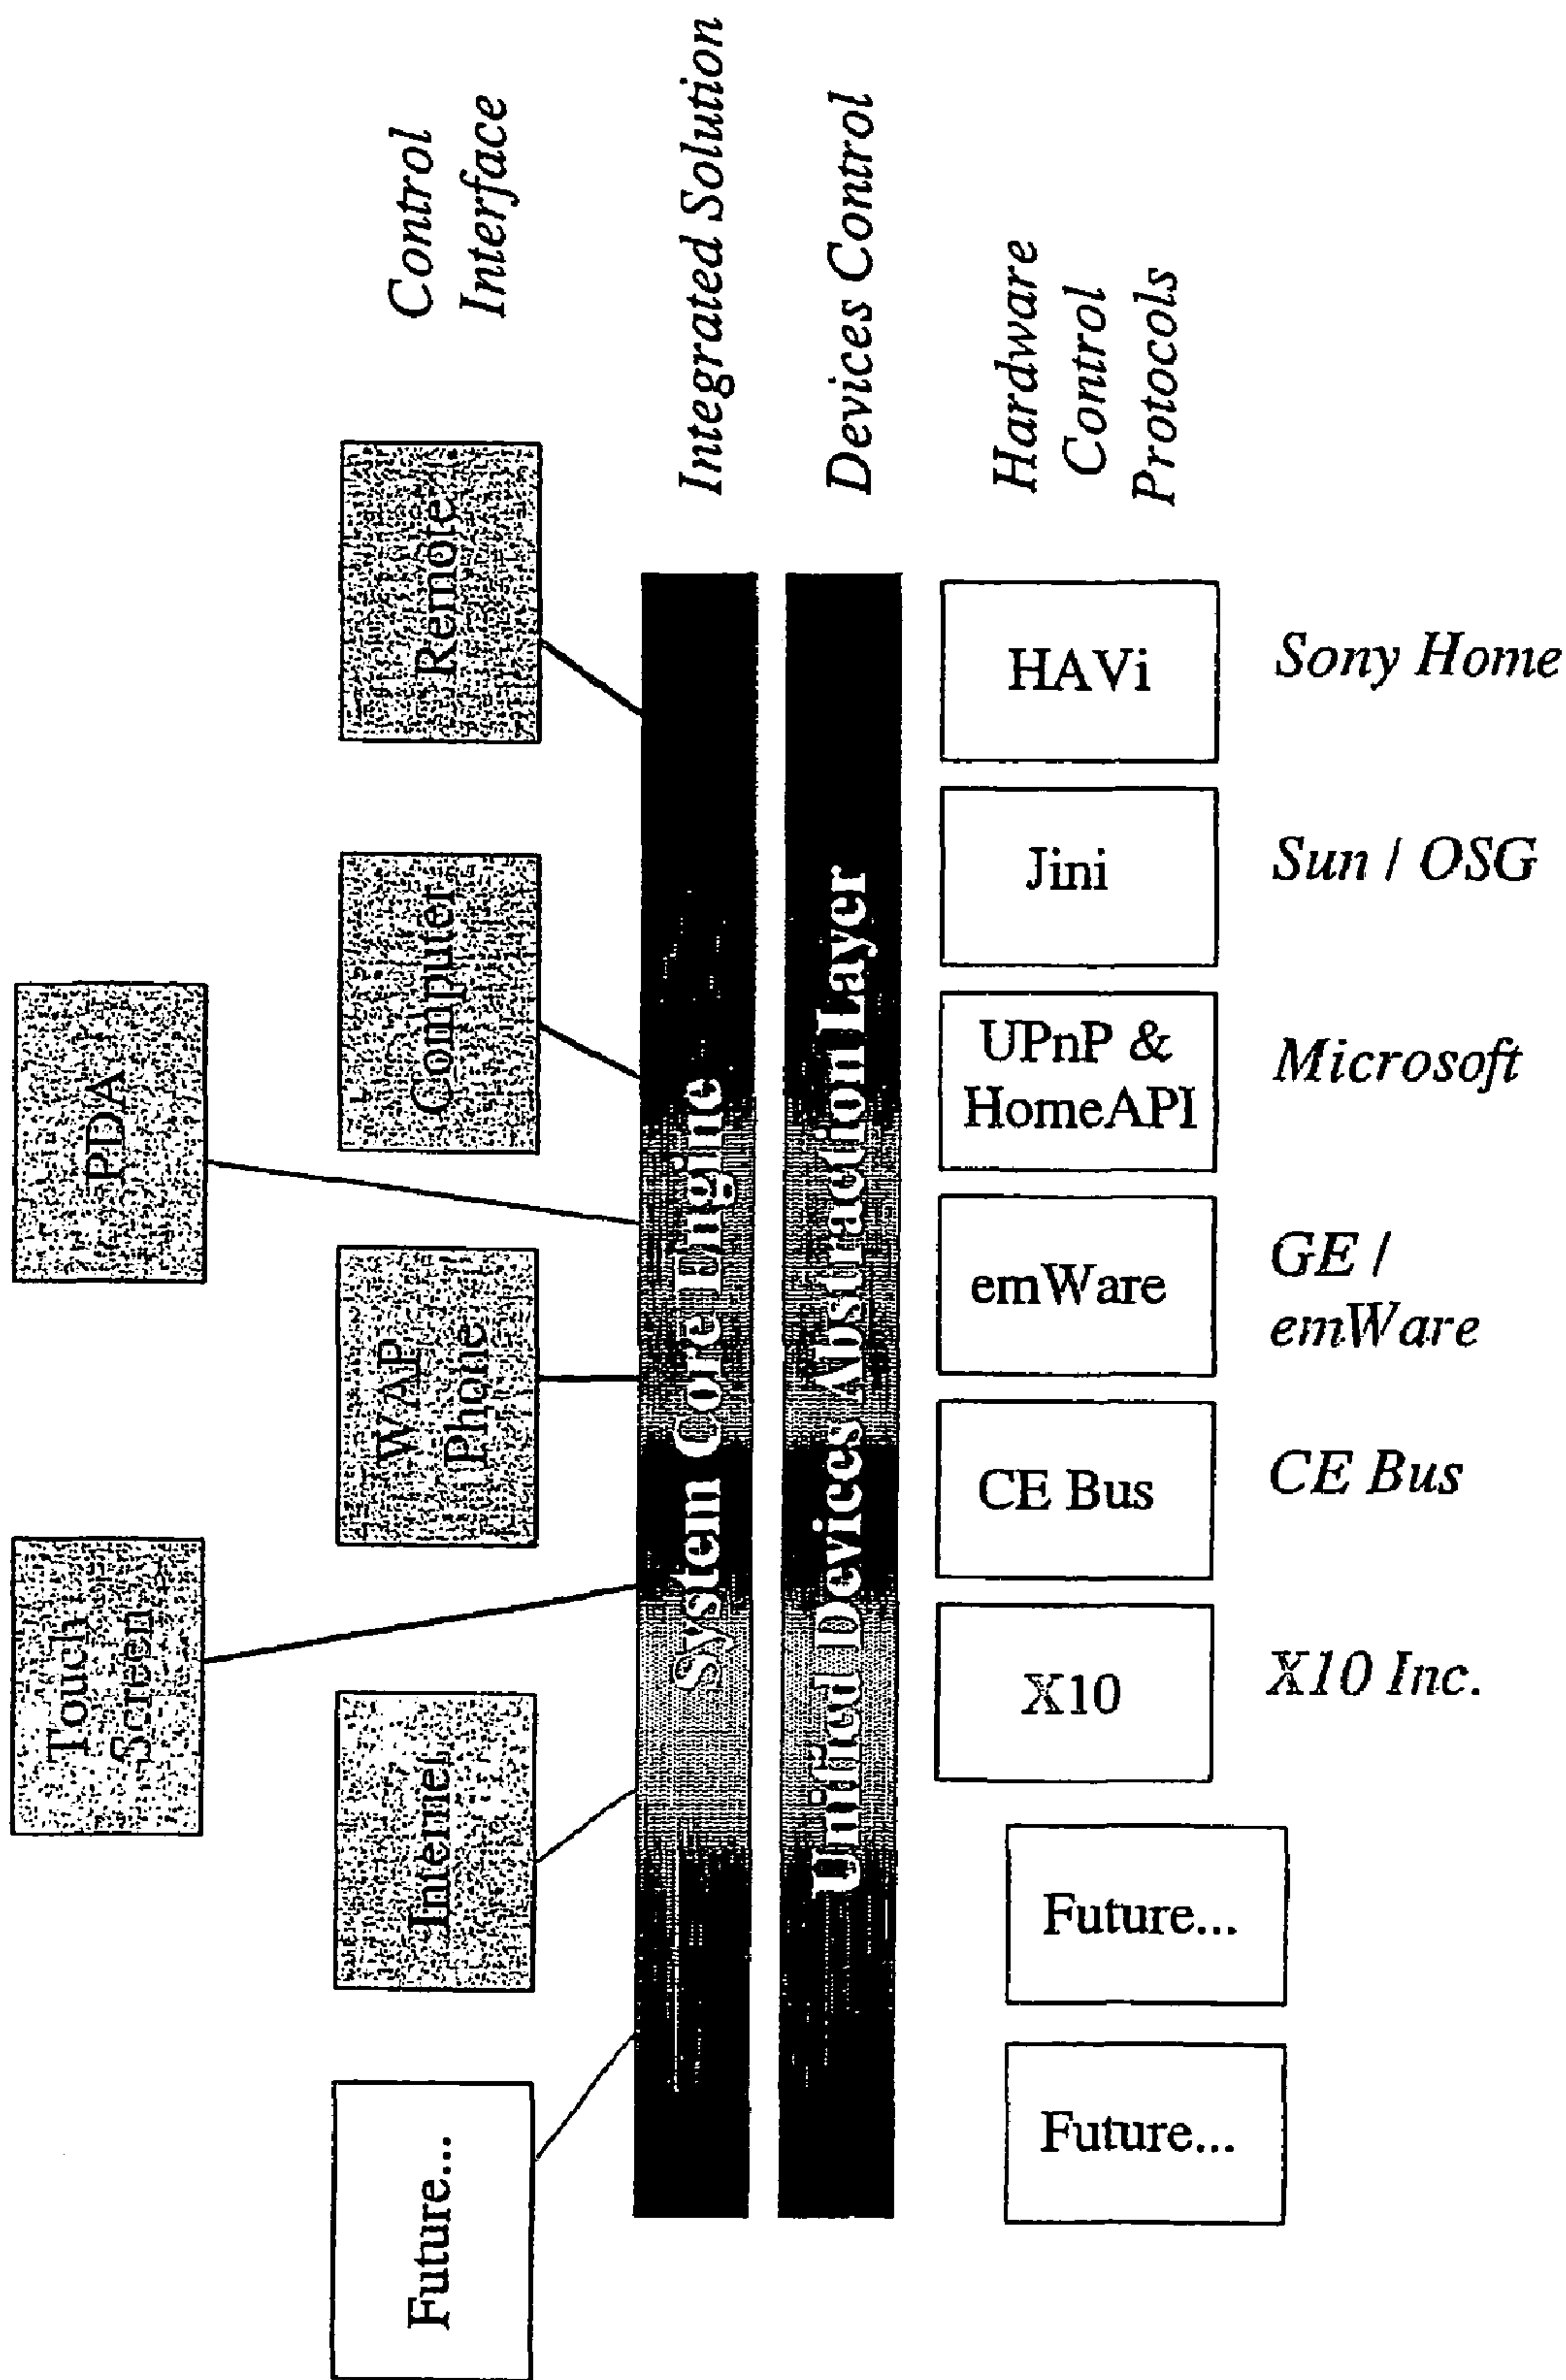 Touch
Screen
PDA
Future...
Internet
WAP
Phone
Computer
Remote
Control
Interface
System Core Engine
Integrated Solution
Unified Devices Abstraction Layer
Devices Control
Future...
Future...
X10
CE Bus
emWare
UPnP &
HomeAPI
Jini
HAVi
Hardware
Control
Protocols
X10 Inc.
CE Bus
GE /
emWare
Microsoft
Sun / OSG
Sony Home